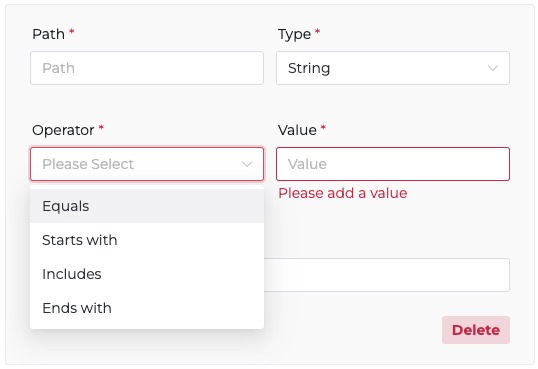 Path *
Type *
Path
String
Operator *
Value *
Please Select
Value
Please add a value
Equals
Starts with
Includes
Ends with
Delete